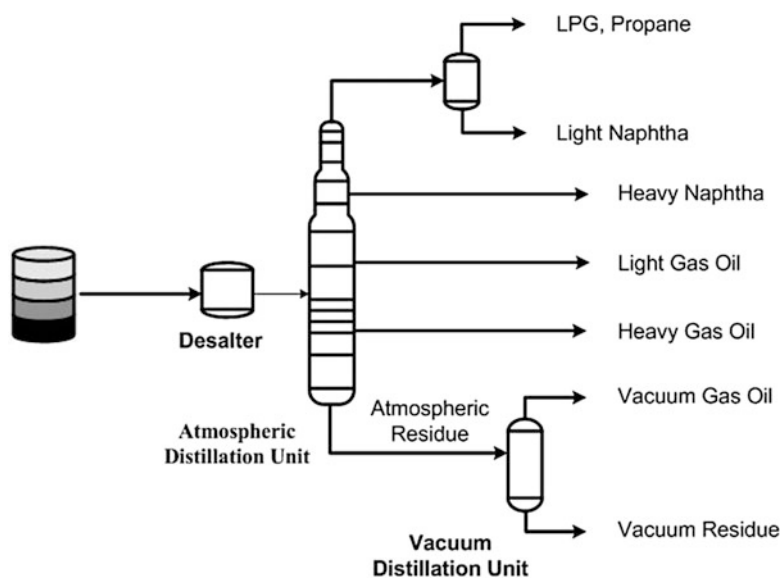 LPG, Propane
Light Naphtha
Heavy Naphtha
Light Gas Oil
Desalter
Heavy Gas Oil
Vacuum Gas Oil
Atmospheric
Residue
Atmospheric
Distillation Unit
Vacuum Residue
Vacuum
Distillation Unit